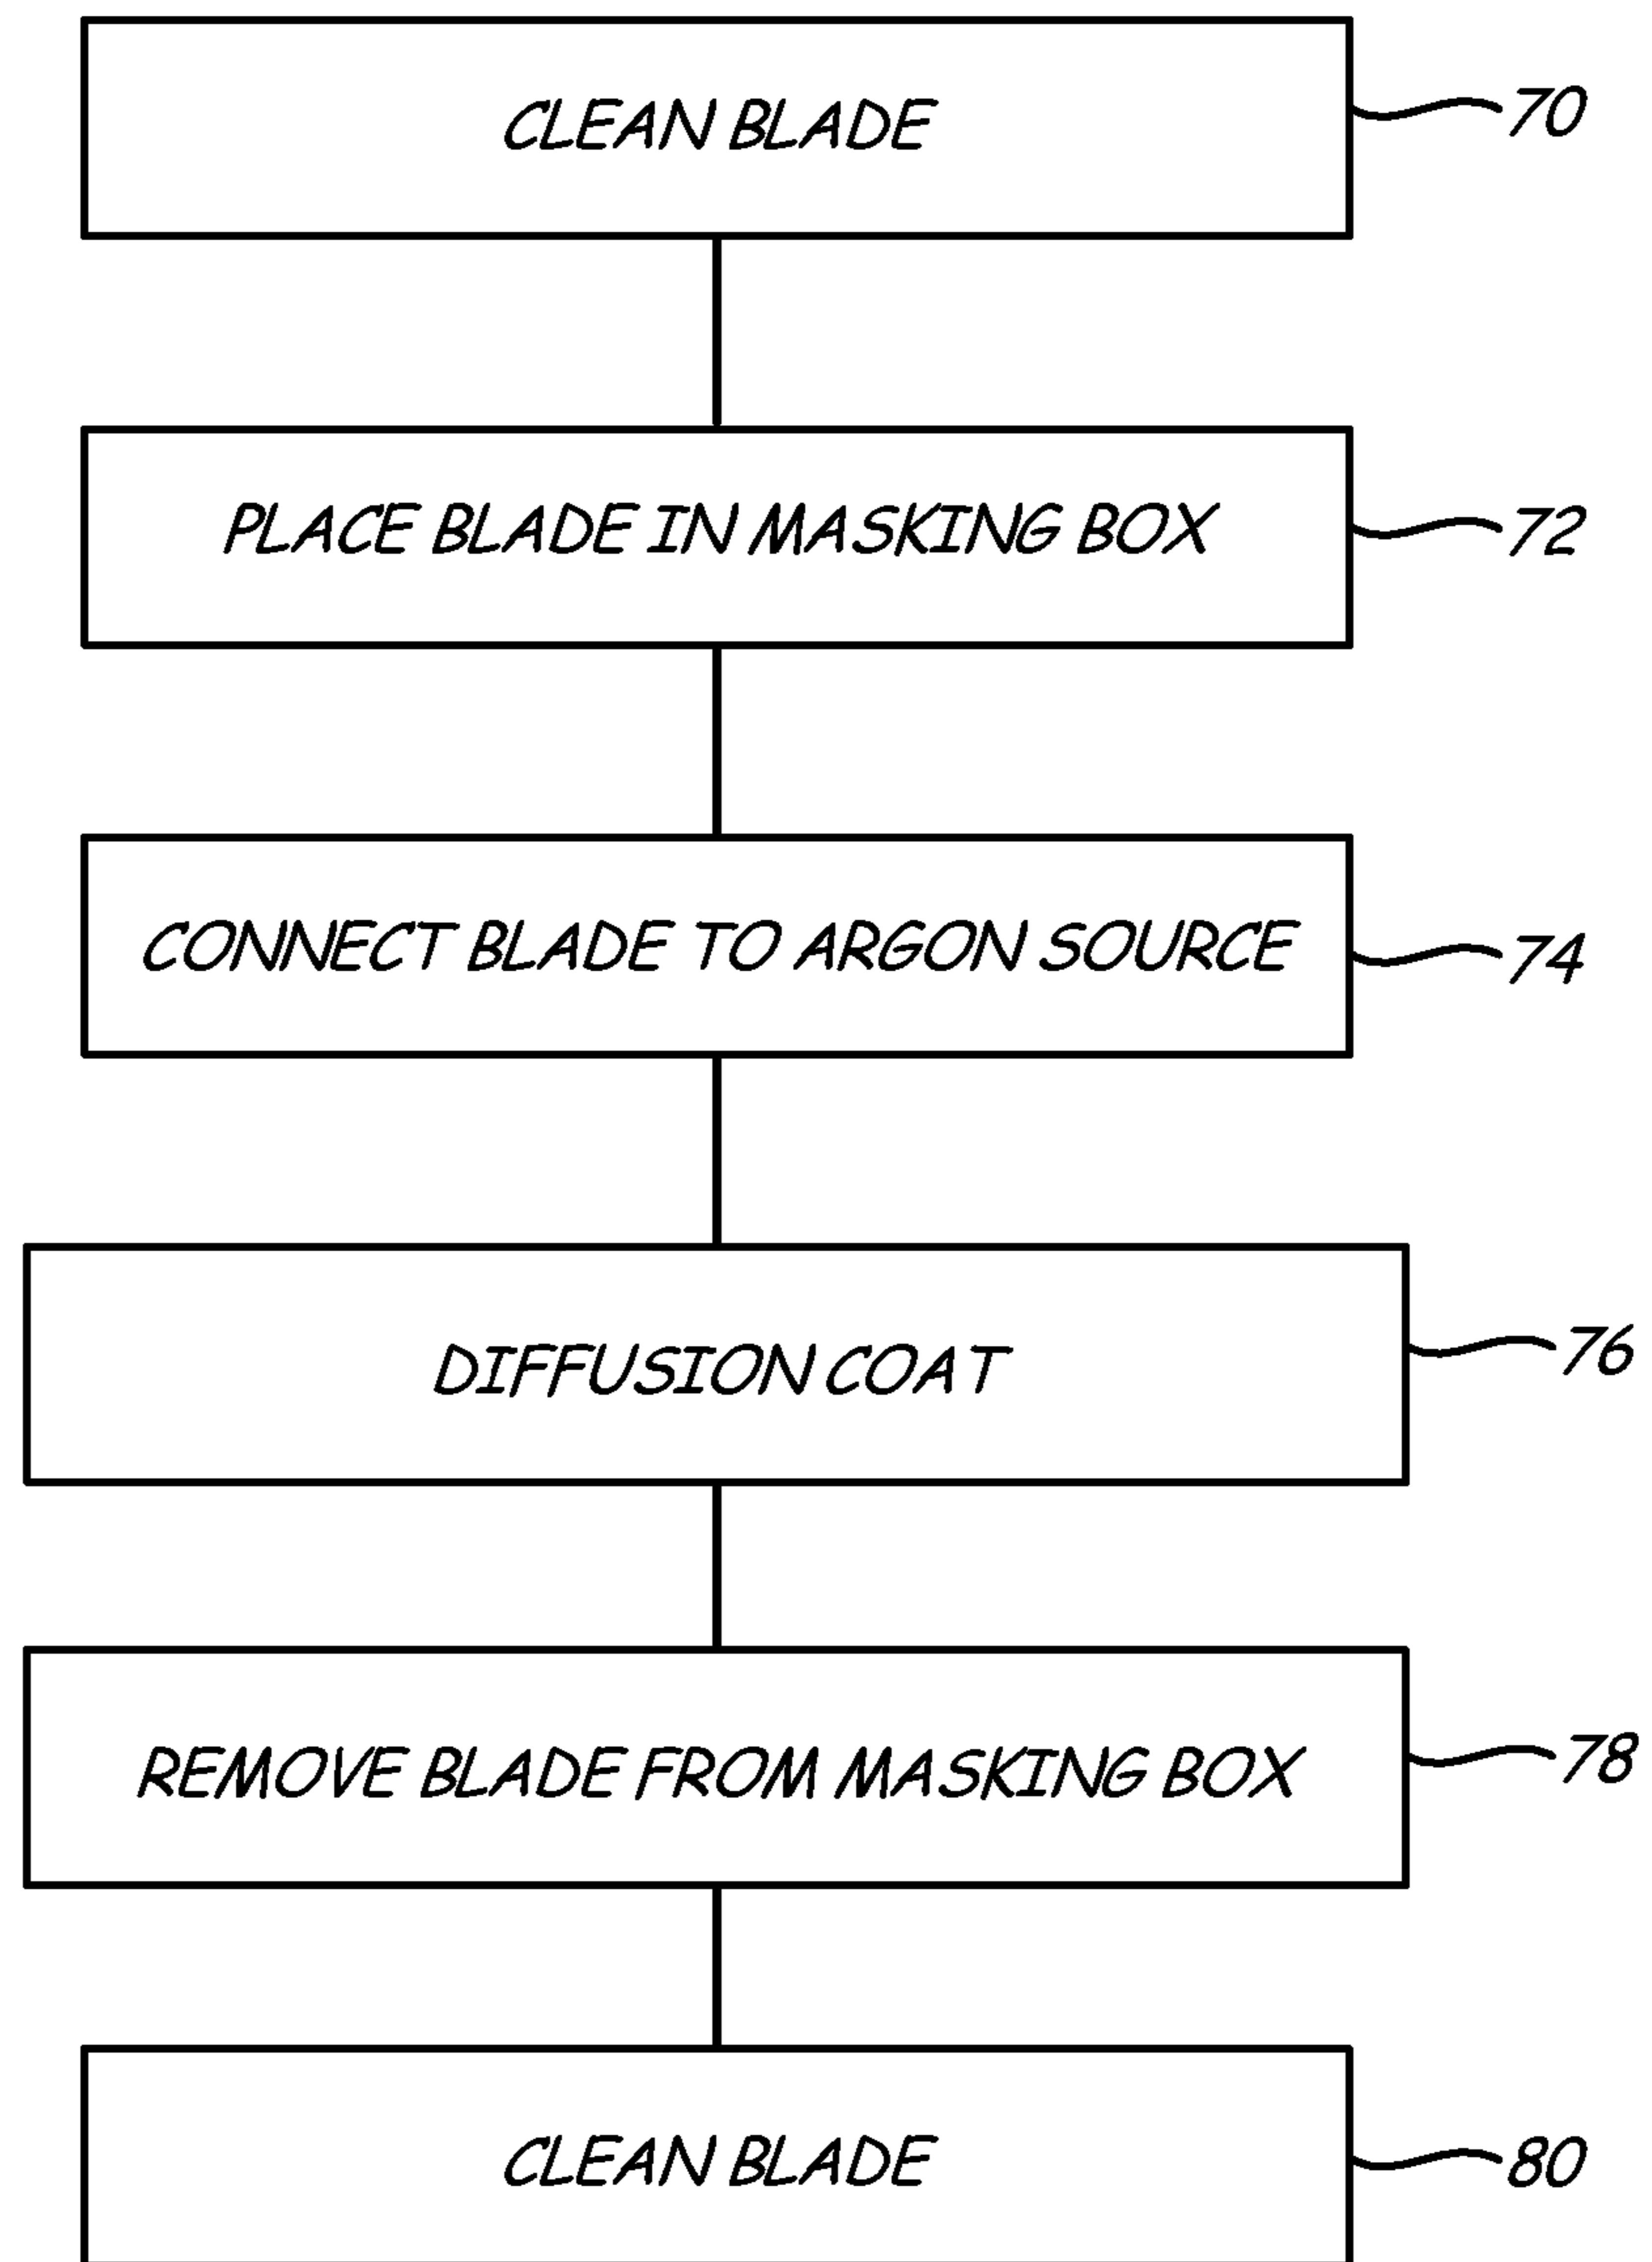 CLEAN BLADE 70
PLACE BLADE IN MASKING BOX 72
CONNECT BLADE TO ARGON SOURCE 74
DIFFUSION COAT 76
REMOVE BLADE FROM MASKING BOX 78
CLEAN BLADE 80